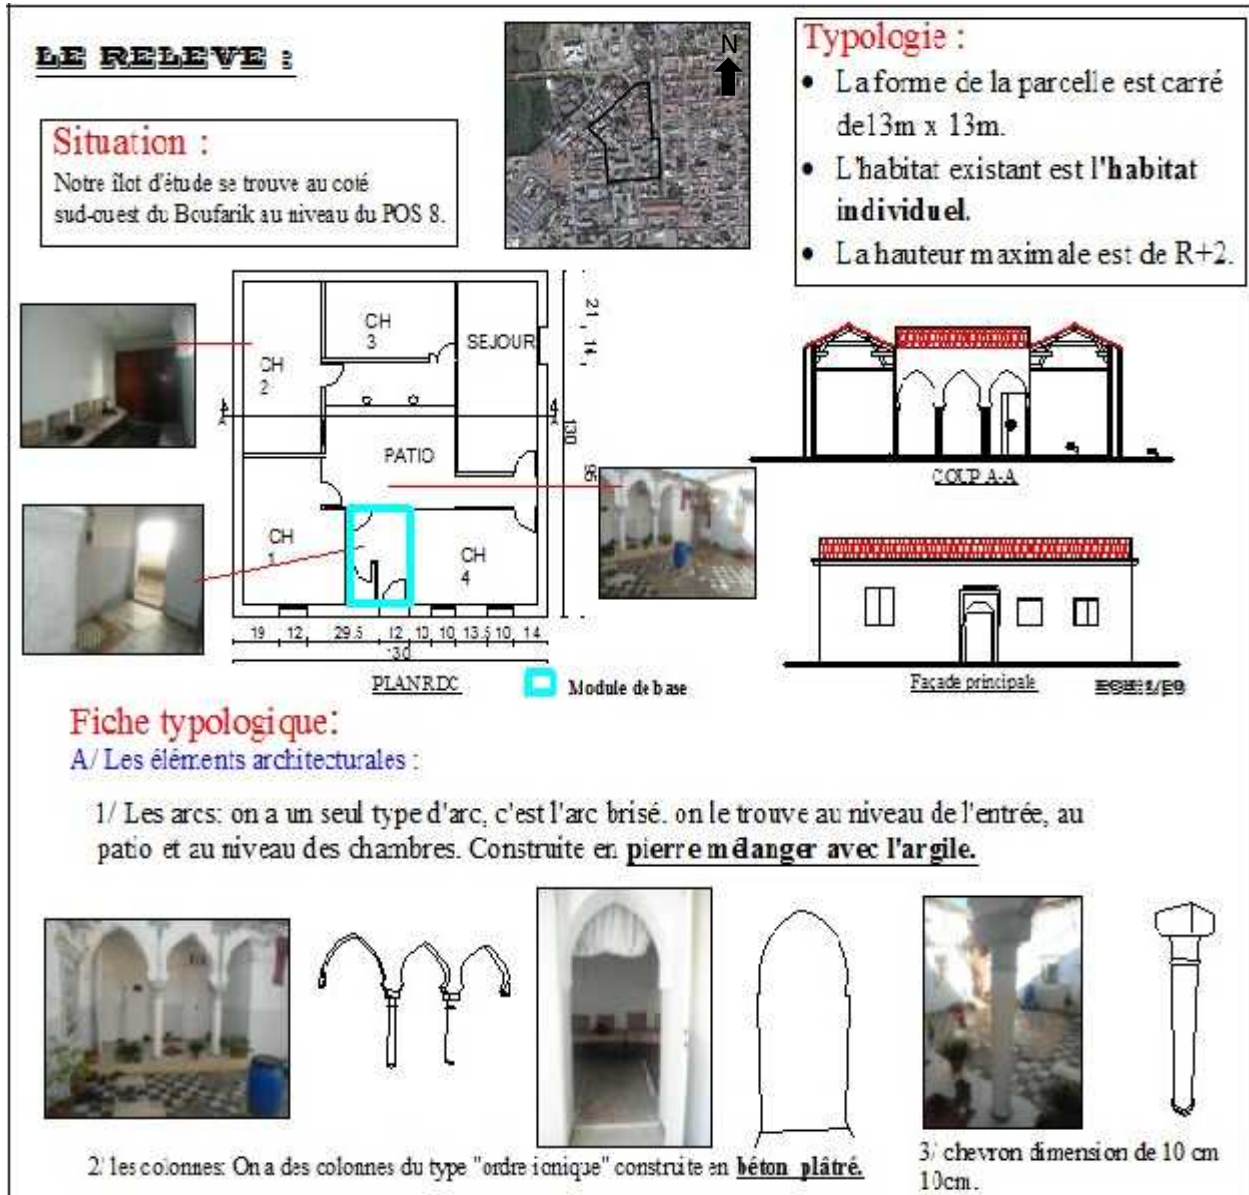 LE RELEVE :
Situation :
Notre îlot d'étude se trouve au coté
sud-ouest du Boufarik au niveau du POS 8.
N
Typologie :
• La forme de la parcelle est carré
de13m x 13m.
• L'habitat existant est l'habitat
individuel.
• La hauteur maximale est de R+2.
CH
2
CH
3
SEJOUR
PATIO
CH
1
CH
4
A
A
21
14
130
95
19 12 29.5 12 10 10 13.5 10 14
130
PLAN RDC
Module de base
COUP A-A
Façade principale
Fiche typologique:
A/ Les éléments architecturales :
1/ Les arcs: on a un seul type d'arc, c'est l'arc brisé. on le trouve au niveau de l'entrée, au
patio et au niveau des chambres. Construite en pierre mélanger avec l'argile.
2/ les colonnes: On a des colonnes du type "ordre ionique" construite en béton plâtré.
3/ chevron dimension de 10 cm
10cm.